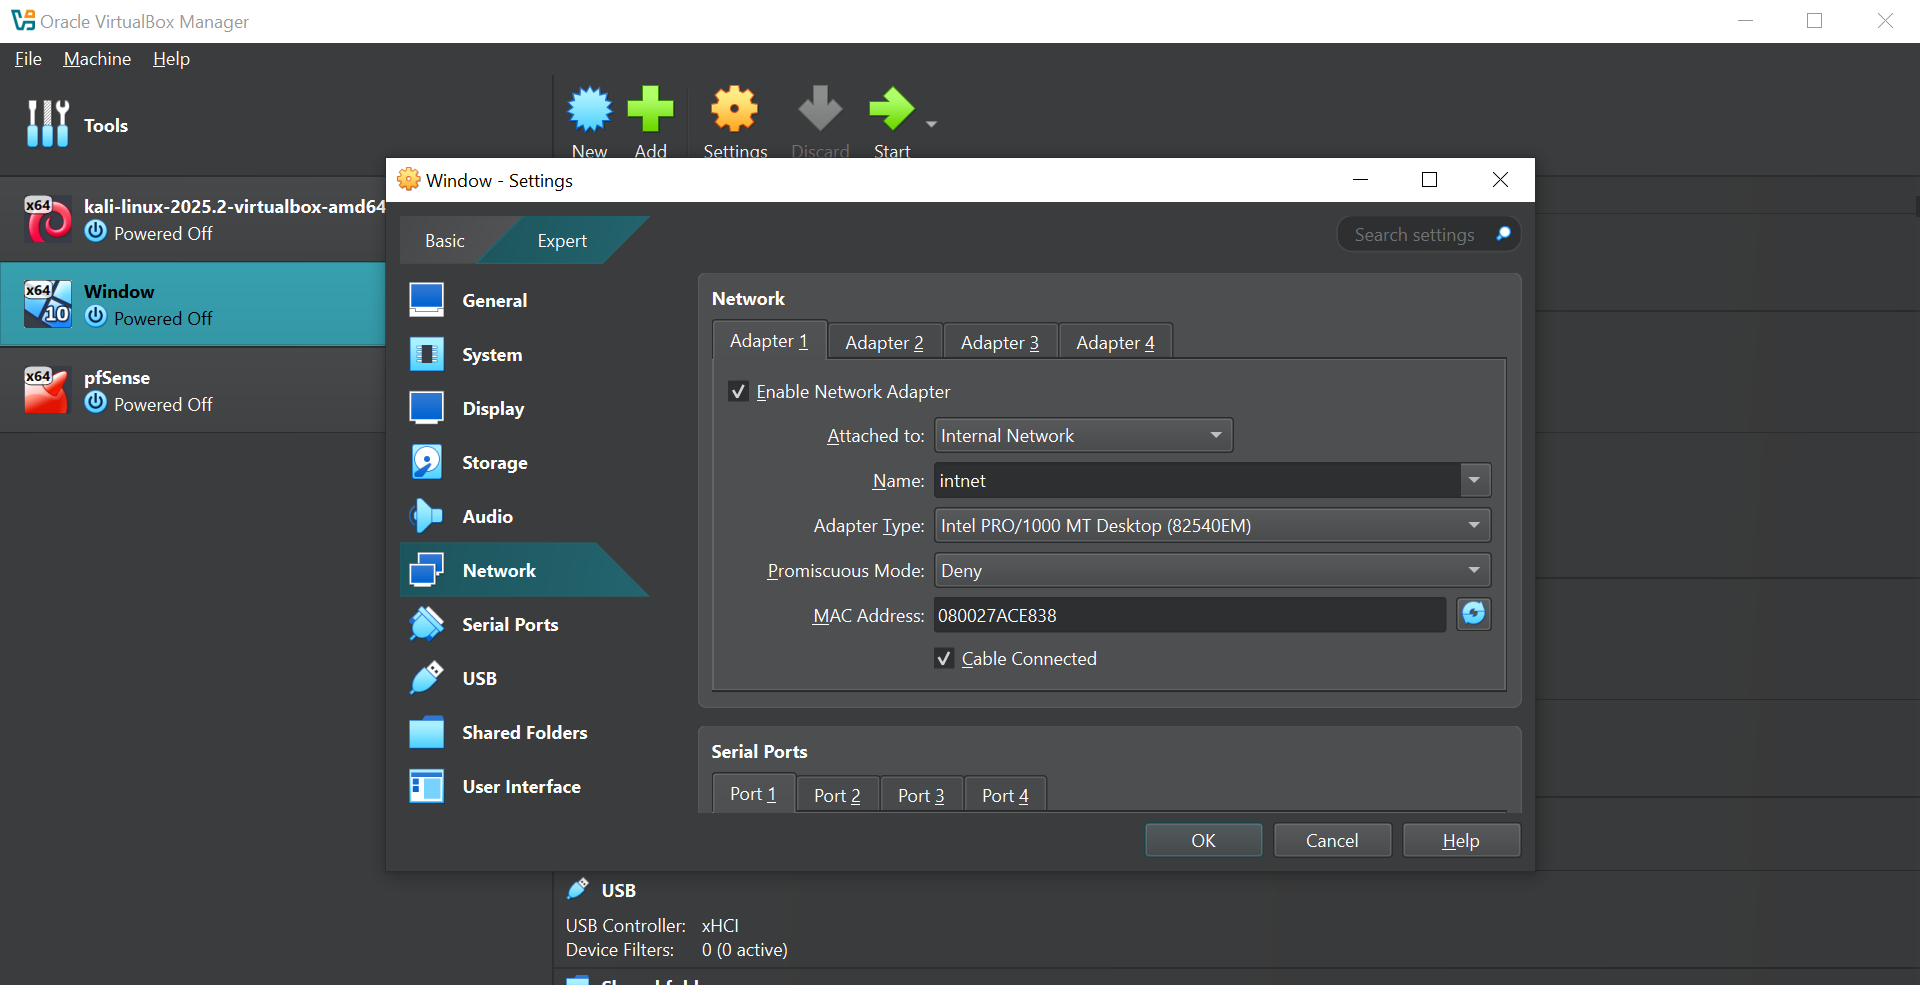 Oracle VirtualBox Manager
File Machine Help
Tools
New Add Settings Discard Start
x64 kali-linux-2025.2-virtualbox-amd64
Powered Off
x64 10 Window
Powered Off
x64 pfSense
Powered Off
Window - Settings
Basic Expert
Search settings
General
System
Display
Storage
Audio
Network
Serial Ports
USB
Shared Folders
User Interface
Network
Adapter 1 Adapter 2 Adapter 3 Adapter 4
Enable Network Adapter
Attached to: Internal Network
Name: intnet
Adapter Type: Intel PRO/1000 MT Desktop (82540EM)
Promiscuous Mode: Deny
MAC Address: 080027ACE838
Cable Connected
Serial Ports
Port 1 Port 2 Port 3 Port 4
OK Cancel Help
USB
USB Controller: xHCI
Device Filters: 0 (0 active)